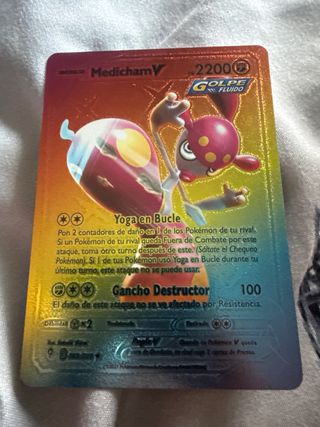 Medicham V 2200
GOLPE
FLUIDO
Yoga en Bucle
Pon 2 contadores de daño en 1 de los Pokémon de tu rival.
Si un Pokémon de tu rival queda Fuera de Combate por este
ataque, toma otro turno después de este. (Sáltate el Chequeo
Pokémon). Si 1 de tus Pokémon usó Yoga en Bucle durante tu
último turno, este ataque no se puede usar.
Gancho Destructor 100
El daño de este ataque no se ve afectado por Resistencia.
×2 Resistencia
Regla V